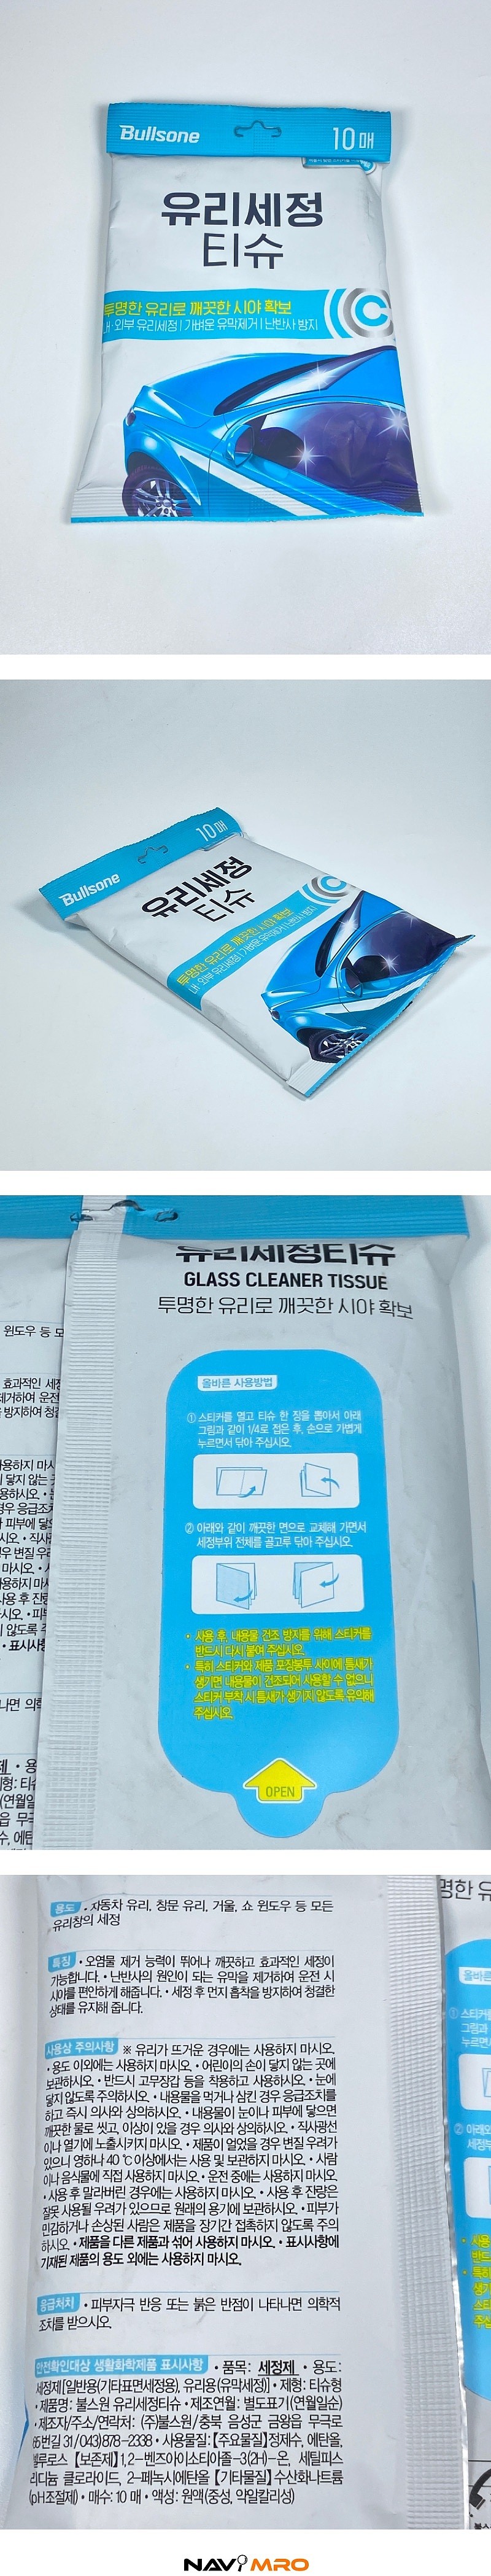 Bullsone
10매
유리세정
티슈
투명한 유리로 깨끗한 시야 확보
내·외부 유리세정 | 가벼운 유막제거 | 난반사 방지
Bullsone
10매
유리세정
티슈
투명한 유리로 깨끗한 시야 확보
내·외부 유리세정 | 가벼운 유막제거 | 난반사 방지
유리세정티슈
GLASS CLEANER TISSUE
투명한 유리로 깨끗한 시야 확보
올바른 사용방법
① 스티커를 열고 티슈 한 장을 뽑아서 아래
그림과 같이 1/4로 접은 후, 손으로 가볍게
누르면서 닦아 주십시오.
② 아래와 같이 깨끗한 면으로 교체해 가면서
세정부위 전체를 골고루 닦아 주십시오.
• 사용 후, 내용물 건조 방지를 위해 스티커를
반드시 다시 붙여 주십시오.
• 특히 스티커와 제품 포장봉투 사이에 틈새가
생기면 내용물이 건조되어 사용할 수 없으니
스티커 부착 시 틈새가 생기지 않도록 유의해
주십시오.
OPEN
용도 • 자동차 유리, 창문 유리, 거울, 쇼 윈도우 등 모든
유리창의 세정
특징 • 오염물 제거 능력이 뛰어나 깨끗하고 효과적인 세정이
가능합니다. • 난반사의 원인이 되는 유막을 제거하여 운전 시
시야를 편안하게 해줍니다. • 세정 후 먼지 흡착을 방지하여 청결한
상태를 유지해 줍니다.
사용상 주의사항 ※ 유리가 뜨거운 경우에는 사용하지 마시오.
• 용도 이외에는 사용하지 마시오. • 어린이의 손이 닿지 않는 곳에
보관하시오. • 반드시 고무장갑 등을 착용하고 사용하시오. • 눈에
닿지 않도록 주의하시오. • 내용물을 먹거나 삼킨 경우 응급조치를
하고 즉시 의사와 상의하시오. • 내용물이 눈이나 피부에 닿으면
깨끗한 물로 씻고, 이상이 있을 경우 의사와 상의하시오. • 직사광선
이나 열기에 노출시키지 마시오. • 제품이 얼었을 경우 변질 우려가
있으니 영하나 40 ℃ 이상에서는 사용 및 보관하지 마시오. • 사람
이나 음식물에 직접 사용하지 마시오. • 운전 중에는 사용하지 마시오.
• 사용 후 말라버린 경우에는 사용하지 마시오. • 사용 후 잔량은
잘못 사용될 우려가 있으므로 원래의 용기에 보관하시오. • 피부가
민감하거나 손상된 사람은 제품을 장기간 접촉하지 않도록 주의
하시오. • 제품을 다른 제품과 섞어 사용하지 마시오. • 표시사항에
기재된 제품의 용도 외에는 사용하지 마시오.
응급처치 • 피부자극 반응 또는 붉은 반점이 나타나면 의학적
조치를 받으시오.
안전확인대상 생활화학제품 표시사항 • 품목: 세정제 • 용도:
세정제[일반용(기타표면세정용), 유리용(유막세정)] • 제형: 티슈형
• 제품명: 불스원 유리세정티슈 • 제조연월: 별도표기(연월일순)
• 제조자/주소/연락처: (주)불스원/충북 음성군 금왕읍 무극로
65번길 31/043)878-2338 • 사용물질:【주요물질】정제수, 에탄올,
셀룰로스【보존제】1,2-벤즈아이소티아졸-3(2H)-온, 세틸피스
리디늄 클로라이드, 2-페녹시에탄올【기타물질】수산화나트륨
(pH조절제) • 매수: 10 매 • 액성: 원액(중성, 약알칼리성)
NAVIMRO